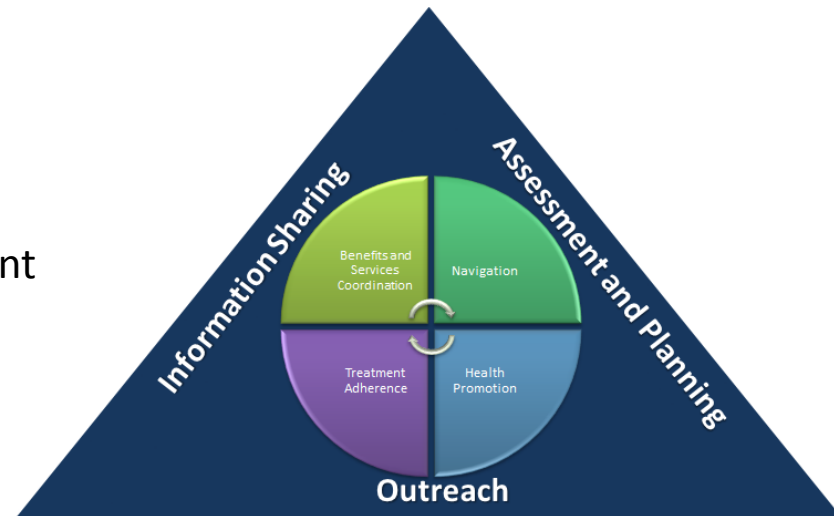 Information Sharing
Assessment and Planning
nt
Benefits and
Services
Coordination
Navigation
Treatment
Adherence
Health
Promotion
Outreach